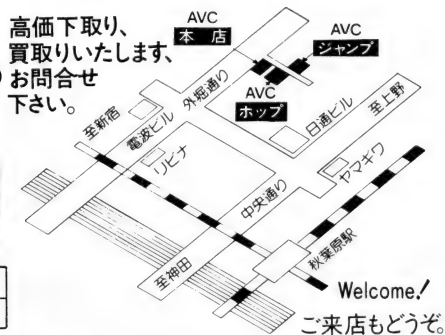 高価下取り、
買取りいたします、
お問合せ
下さい。
AVC
本 店
AVC
ジャンプ
AVC
ホップ
外堀通り
日通ビル
至上野
至新宿
電波ビル
リビナ
ヤマギワ
中央通り
至神田
秋葉原駅
Welcome!
ご来店もどうぞ。